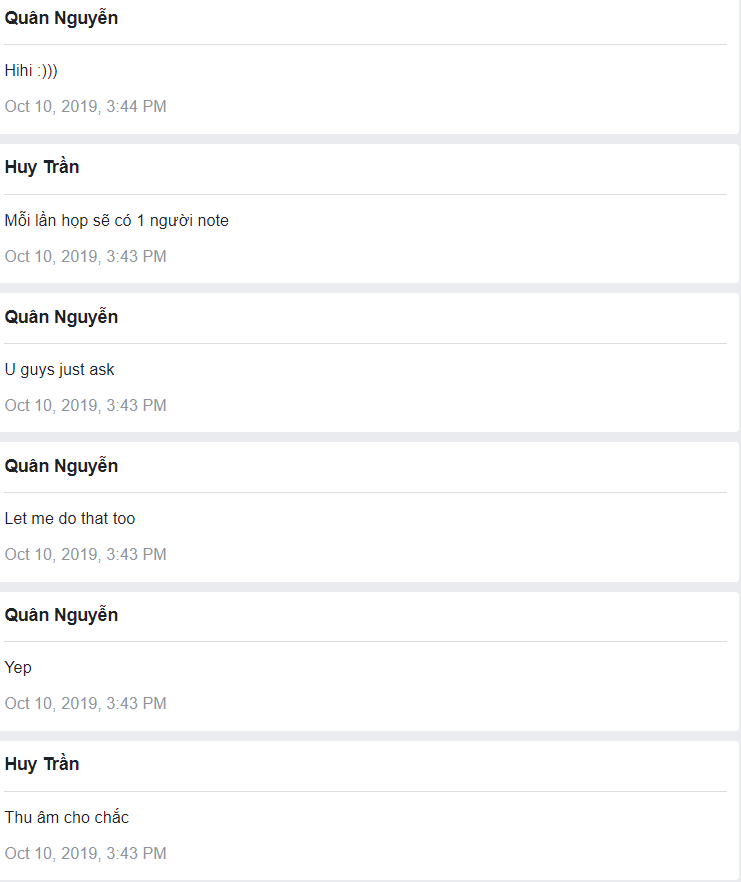 Quân Nguyễn
Hihi :)))
Oct 10, 2019, 3:44 PM
Huy Trần
Mỗi lần họp sẽ có 1 người note
Oct 10, 2019, 3:43 PM
Quân Nguyễn
U guys just ask
Oct 10, 2019, 3:43 PM
Quân Nguyễn
Let me do that too
Oct 10, 2019, 3:43 PM
Quân Nguyễn
Yep
Oct 10, 2019, 3:43 PM
Huy Trần
Thu âm cho chắc
Oct 10, 2019, 3:43 PM